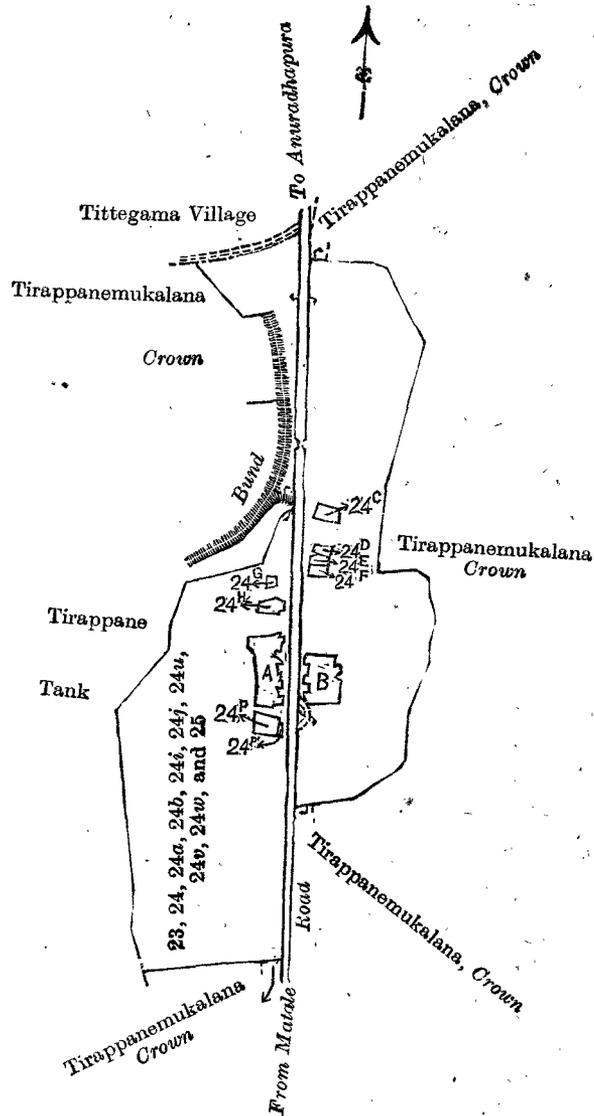 To Anuradhapura
Tirappanemukalana, Crown
Tittegama Village
Tirappanemukalana
Crown
Bund
24C
24D
24E
24F
Tirappanemukalana
Crown
24G
24H
Tirappane
Tank
A
B
24P
23, 24, 24a, 24b, 24i, 24j, 24u,
24v, 24w, and 25
Road
Tirappanemukalana, Crown
Tirappanemukalana
Crown
From Matale